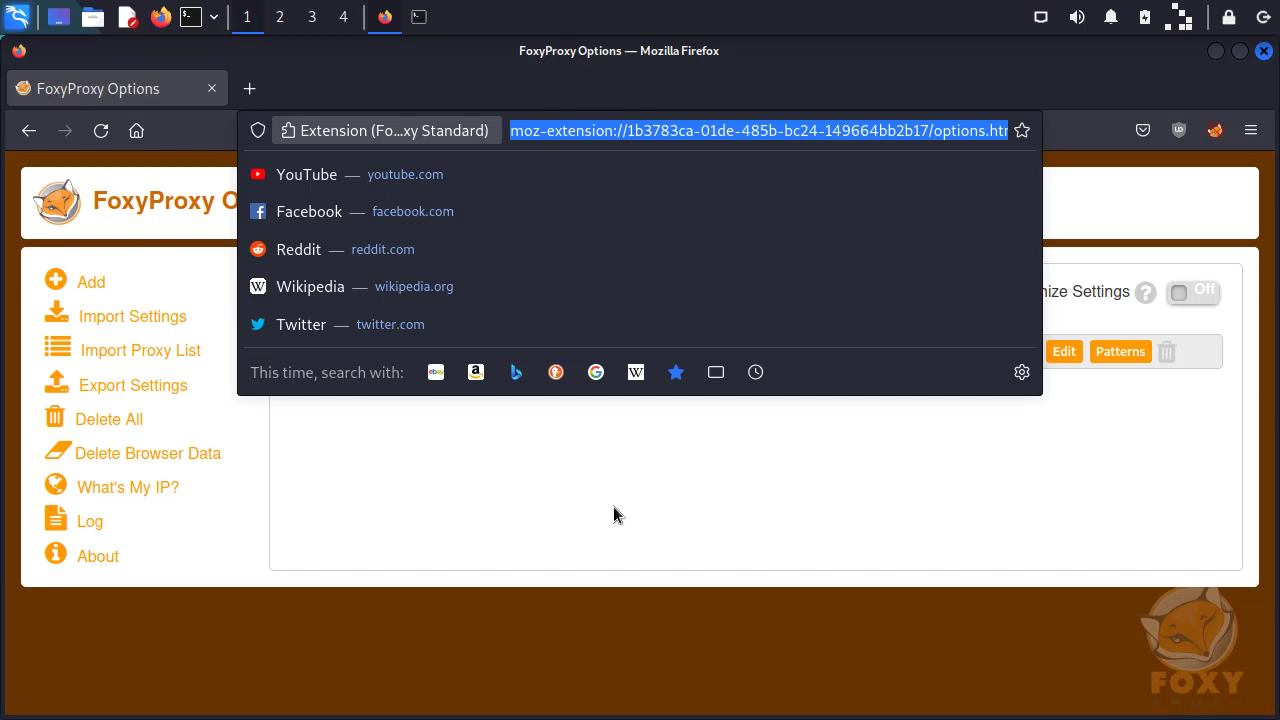 1 2 3 4
FoxyProxy Options — Mozilla Firefox
FoxyProxy Options
Extension (Fo...xy Standard) moz-extension://1b3783ca-01de-485b-bc24-149664bb2b17/options.htm
YouTube — youtube.com
FoxyProxy O
Facebook — facebook.com
Reddit — reddit.com
Wikipedia — wikipedia.org
Twitter — twitter.com
This time, search with:
Add
Import Settings
Import Proxy List
Export Settings
Delete All
Delete Browser Data
What's My IP?
Log
About
nize Settings ? Off
Edit Patterns
FOXY